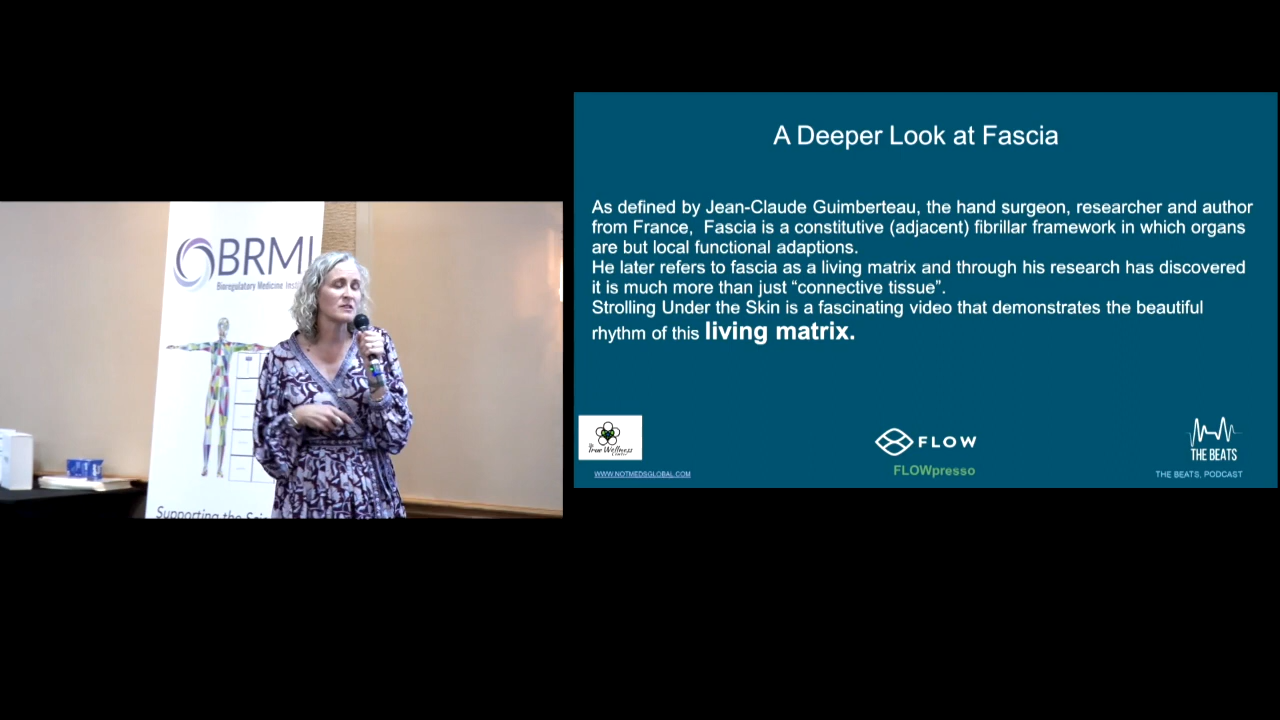 BRMI
Bioregulatory Medicine Insti
Supporting the Scie
A Deeper Look at Fascia
As defined by Jean-Claude Guimberteau, the hand surgeon, researcher and author
from France, Fascia is a constitutive (adjacent) fibrillar framework in which organs
are but local functional adaptions.
He later refers to fascia as a living matrix and through his research has discovered
it is much more than just “connective tissue”.
Strolling Under the Skin is a fascinating video that demonstrates the beautiful
rhythm of this living matrix.
True Wellness
WWW.NOTMEDSGLOBAL.COM
FLOW
FLOWpresso
THE BEATS
THE BEATS, PODCAST